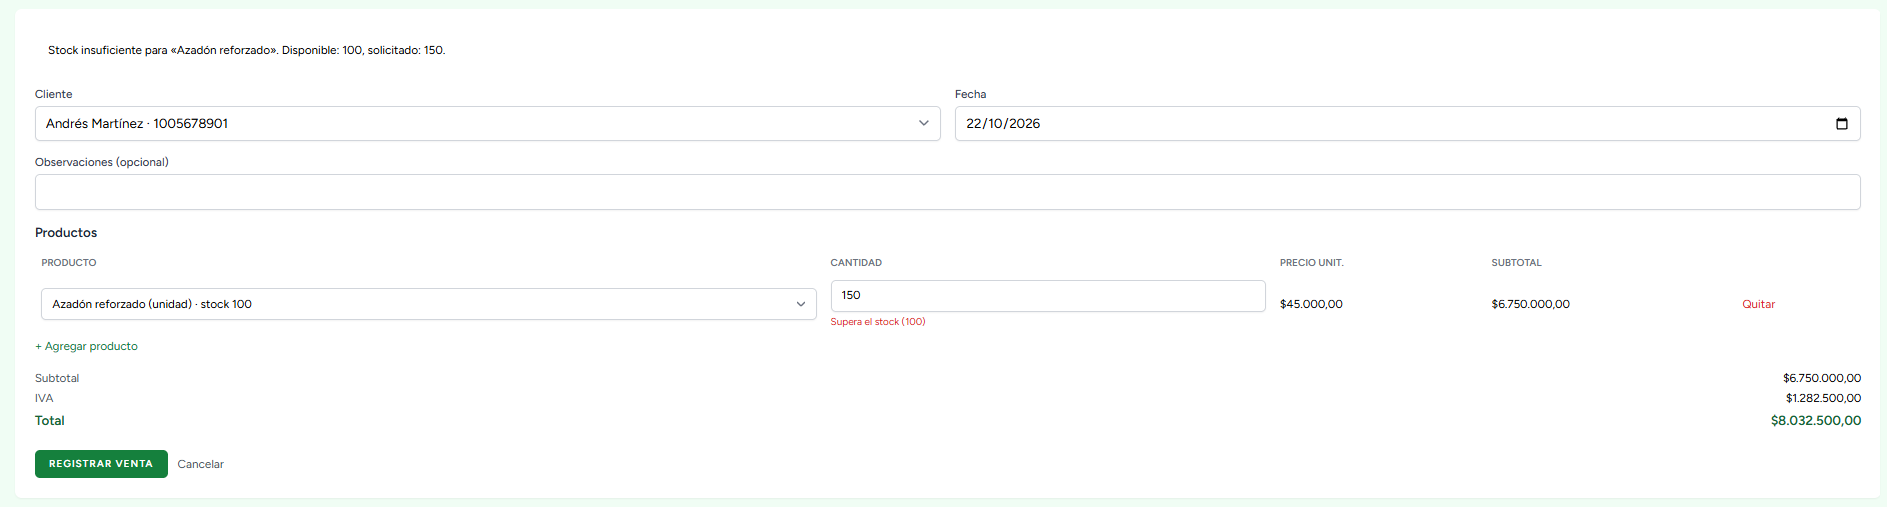 Stock insuficiente para «Azadón reforzado». Disponible: 100, solicitado: 150.
Cliente
Fecha
Andrés Martínez · 1005678901
22/10/2026
Observaciones (opcional)
Productos
PRODUCTO
CANTIDAD
PRECIO UNIT.
SUBTOTAL
Azadón reforzado (unidad) · stock 100
150
$45.000,00
$6.750.000,00
Quitar
Supera el stock (100)
+ Agregar producto
Subtotal
$6.750.000,00
IVA
$1.282.500,00
Total
$8.032.500,00
REGISTRAR VENTA
Cancelar